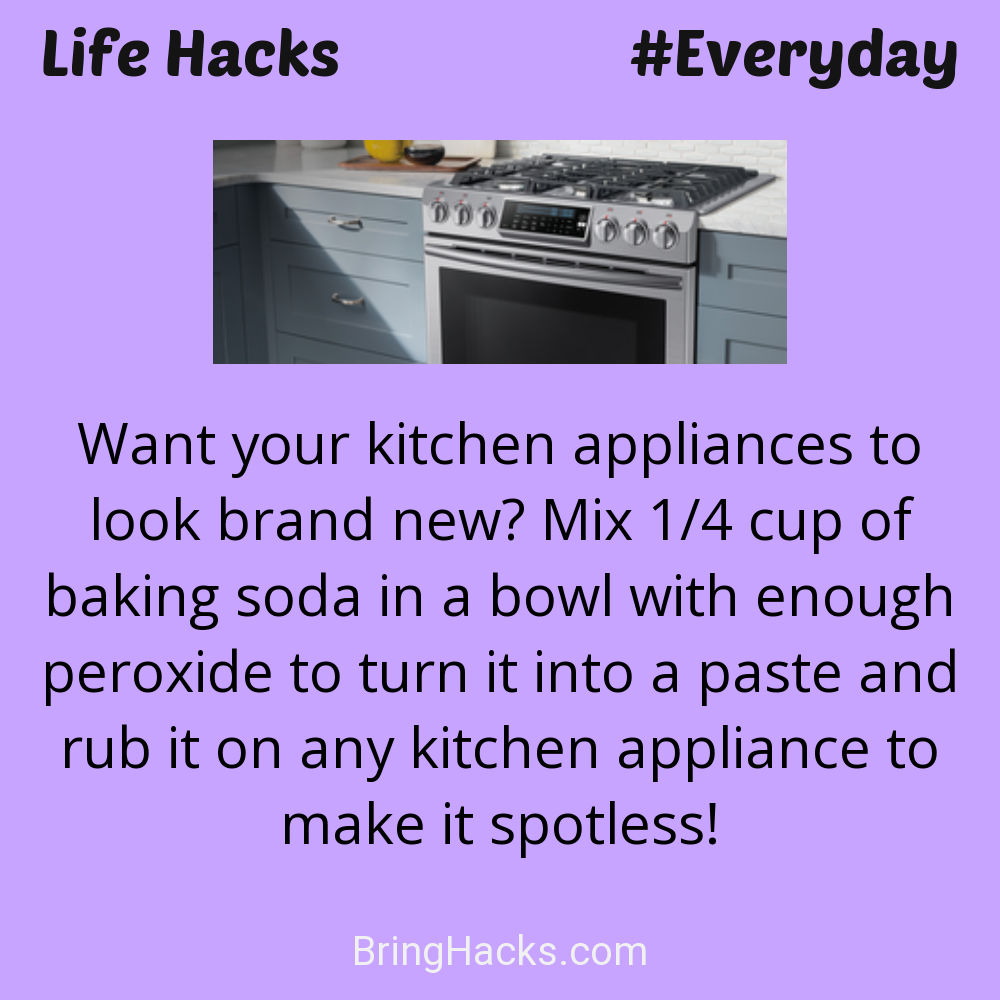 Life Hacks
#Everyday
Want your kitchen appliances to
look brand new? Mix 1/4 cup of
baking soda in a bowl with enough
peroxide to turn it into a paste and
rub it on any kitchen appliance to
make it spotless!
BringHacks.com